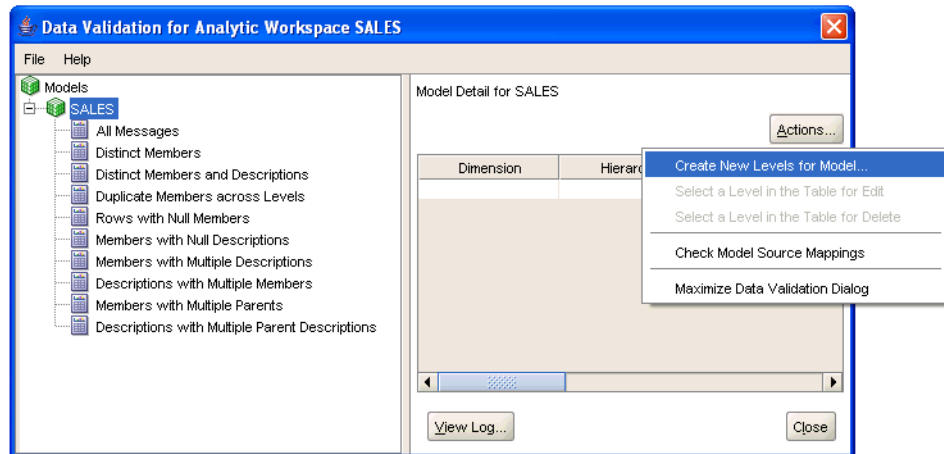 Data Validation for Analytic Workspace SALES
File Help
Models
SALES
All Messages
Distinct Members
Distinct Members and Descriptions
Duplicate Members across Levels
Rows with Null Members
Members with Null Descriptions
Members with Multiple Descriptions
Descriptions with Multiple Members
Members with Multiple Parents
Descriptions with Multiple Parent Descriptions
Model Detail for SALES
Actions...
Dimension Hierarc
Create New Levels for Model...
Select a Level in the Table for Edit
Select a Level in the Table for Delete
Check Model Source Mappings
Maximize Data Validation Dialog
View Log...
Close